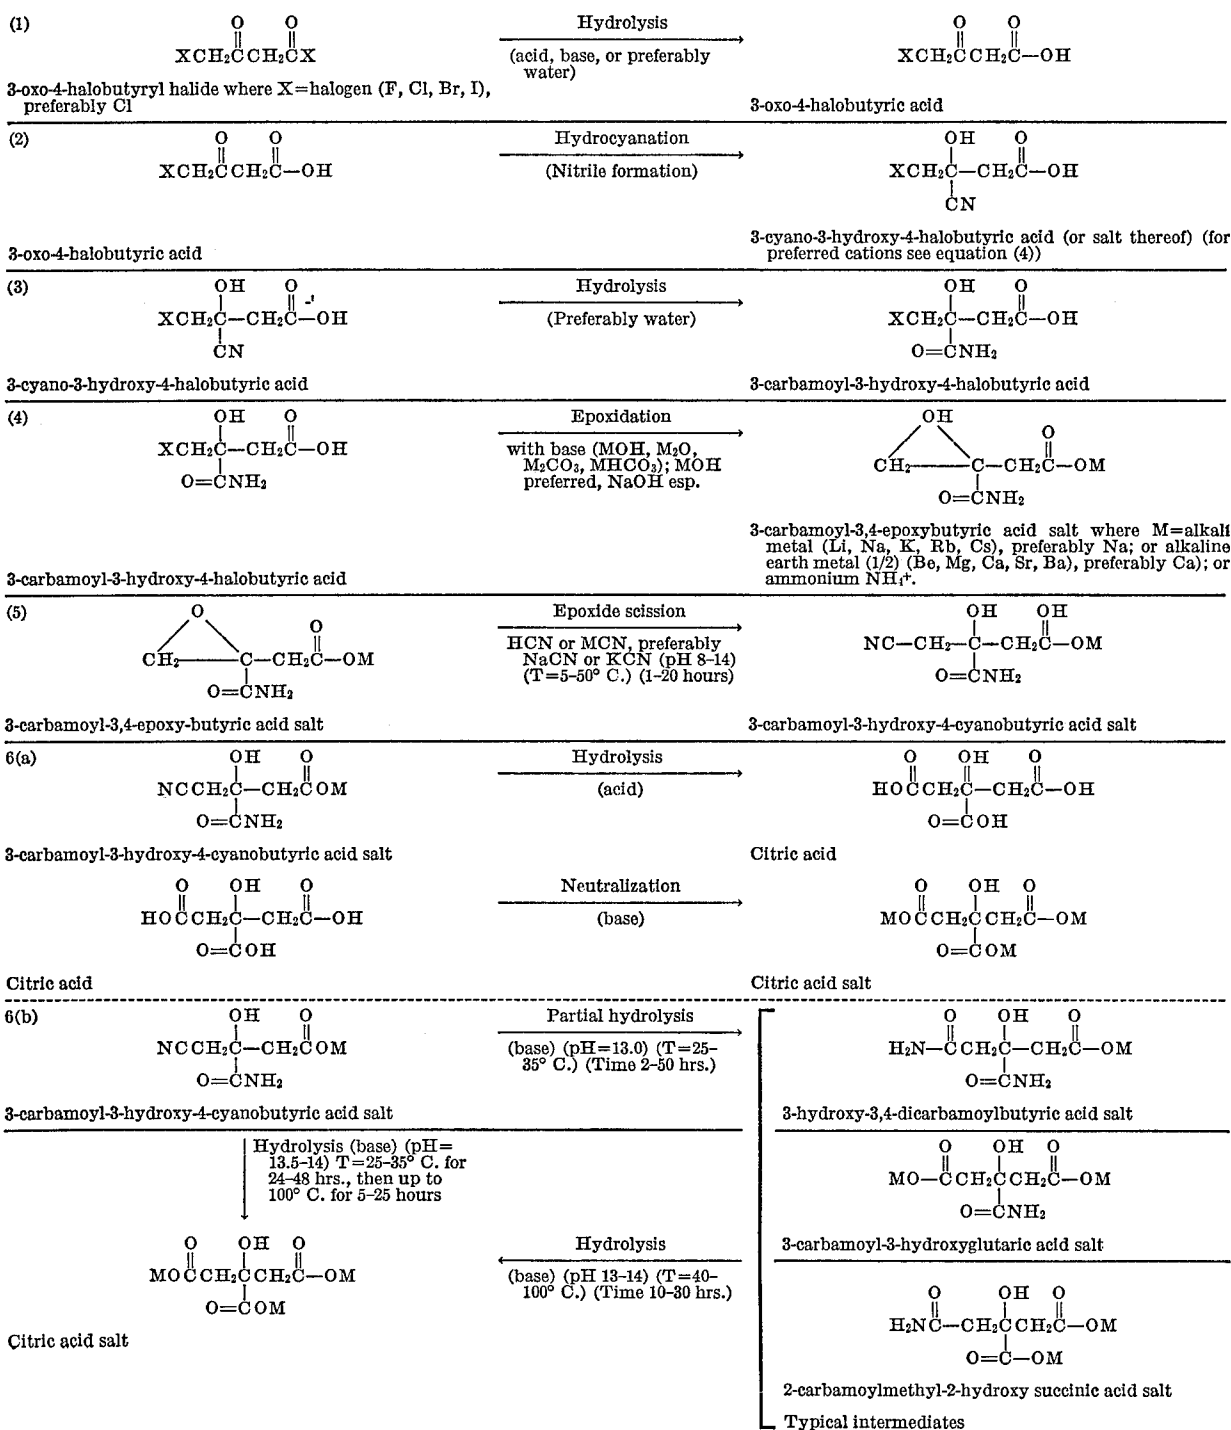 (1)
O O
XCH₂CCH₂CX
Hydrolysis
(acid, base, or preferably
water)
O O
XCH₂CCH₂C—OH
3-oxo-4-halobutyryl halide where X=halogen (F, Cl, Br, I),
preferably Cl
3-oxo-4-halobutyric acid
(2)
O O
XCH₂CCH₂C—OH
Hydrocyanation
(Nitrile formation)
OH O
XCH₂C—CH₂C—OH
CN
3-oxo-4-halobutyric acid
3-cyano-3-hydroxy-4-halobutyric acid (or salt thereof) (for
preferred cations see equation (4))
(3)
OH O
XCH₂C—CH₂C—OH
CN
Hydrolysis
(Preferably water)
OH O
XCH₂C—CH₂C—OH
O=CNH₂
3-cyano-3-hydroxy-4-halobutyric acid
3-carbamoyl-3-hydroxy-4-halobutyric acid
(4)
OH O
XCH₂C—CH₂C—OH
O=CNH₂
Epoxidation
with base (MOH, M₂O,
M₂CO₃, MHCO₃); MOH
preferred, NaOH esp.
OH
O
CH₂ C—CH₂C—OM
O=CNH₂
3-carbamoyl-3-hydroxy-4-halobutyric acid
3-carbamoyl-3,4-epoxybutyric acid salt where M=alkali
metal (Li, Na, K, Rb, Cs), preferably Na; or alkaline
earth metal (1/2) (Be, Mg, Ca, Sr, Ba), preferably Ca); or
ammonium NH₄⁺.
(5)
O
O
CH₂ C—CH₂C—OM
O=CNH₂
Epoxide scission
HCN or MCN, preferably
NaCN or KCN (pH 8–14)
(T=5–50° C.) (1–20 hours)
OH OH
NC—CH₂—C—CH₂COM
O=CNH₂
3-carbamoyl-3,4-epoxy-butyric acid salt
3-carbamoyl-3-hydroxy-4-cyanobutyric acid salt
6(a)
OH O
NCCH₂C—CH₂COM
O=CNH₂
Hydrolysis
(acid)
O OH O
HOCCH₂C—CH₂C—OH
O=COH
3-carbamoyl-3-hydroxy-4-cyanobutyric acid salt
Citric acid
O OH O
HOCCH₂C—CH₂C—OH
O=COH
Neutralization
(base)
O OH O
MOCCH₂CCH₂C—OM
O=COM
Citric acid
Citric acid salt
6(b)
OH O
NCCH₂C—CH₂COM
O=CNH₂
Partial hydrolysis
(base) (pH=13.0) (T=25–
35° C.) (Time 2–50 hrs.)
O OH O
H₂N—CCH₂C—CH₂C—OM
O=CNH₂
3-carbamoyl-3-hydroxy-4-cyanobutyric acid salt
3-hydroxy-3,4-dicarbamoylbutyric acid salt
Hydrolysis (base) (pH=
13.5–14) T=25–35° C. for
24–48 hrs., then up to
100° C. for 5–25 hours
O OH O
MO—CCH₂CCH₂C—OM
O=CNH₂
3-carbamoyl-3-hydroxyglutaric acid salt
O OH O
MOCCH₂CCH₂C—OM
O=COM
Hydrolysis
(base) (pH 13–14) (T=40–
100° C.) (Time 10–30 hrs.)
Citric acid salt
O OH O
H₂NC—CH₂CCH₂C—OM
O=C—OM
2-carbamoylmethyl-2-hydroxy succinic acid salt
Typical intermediates